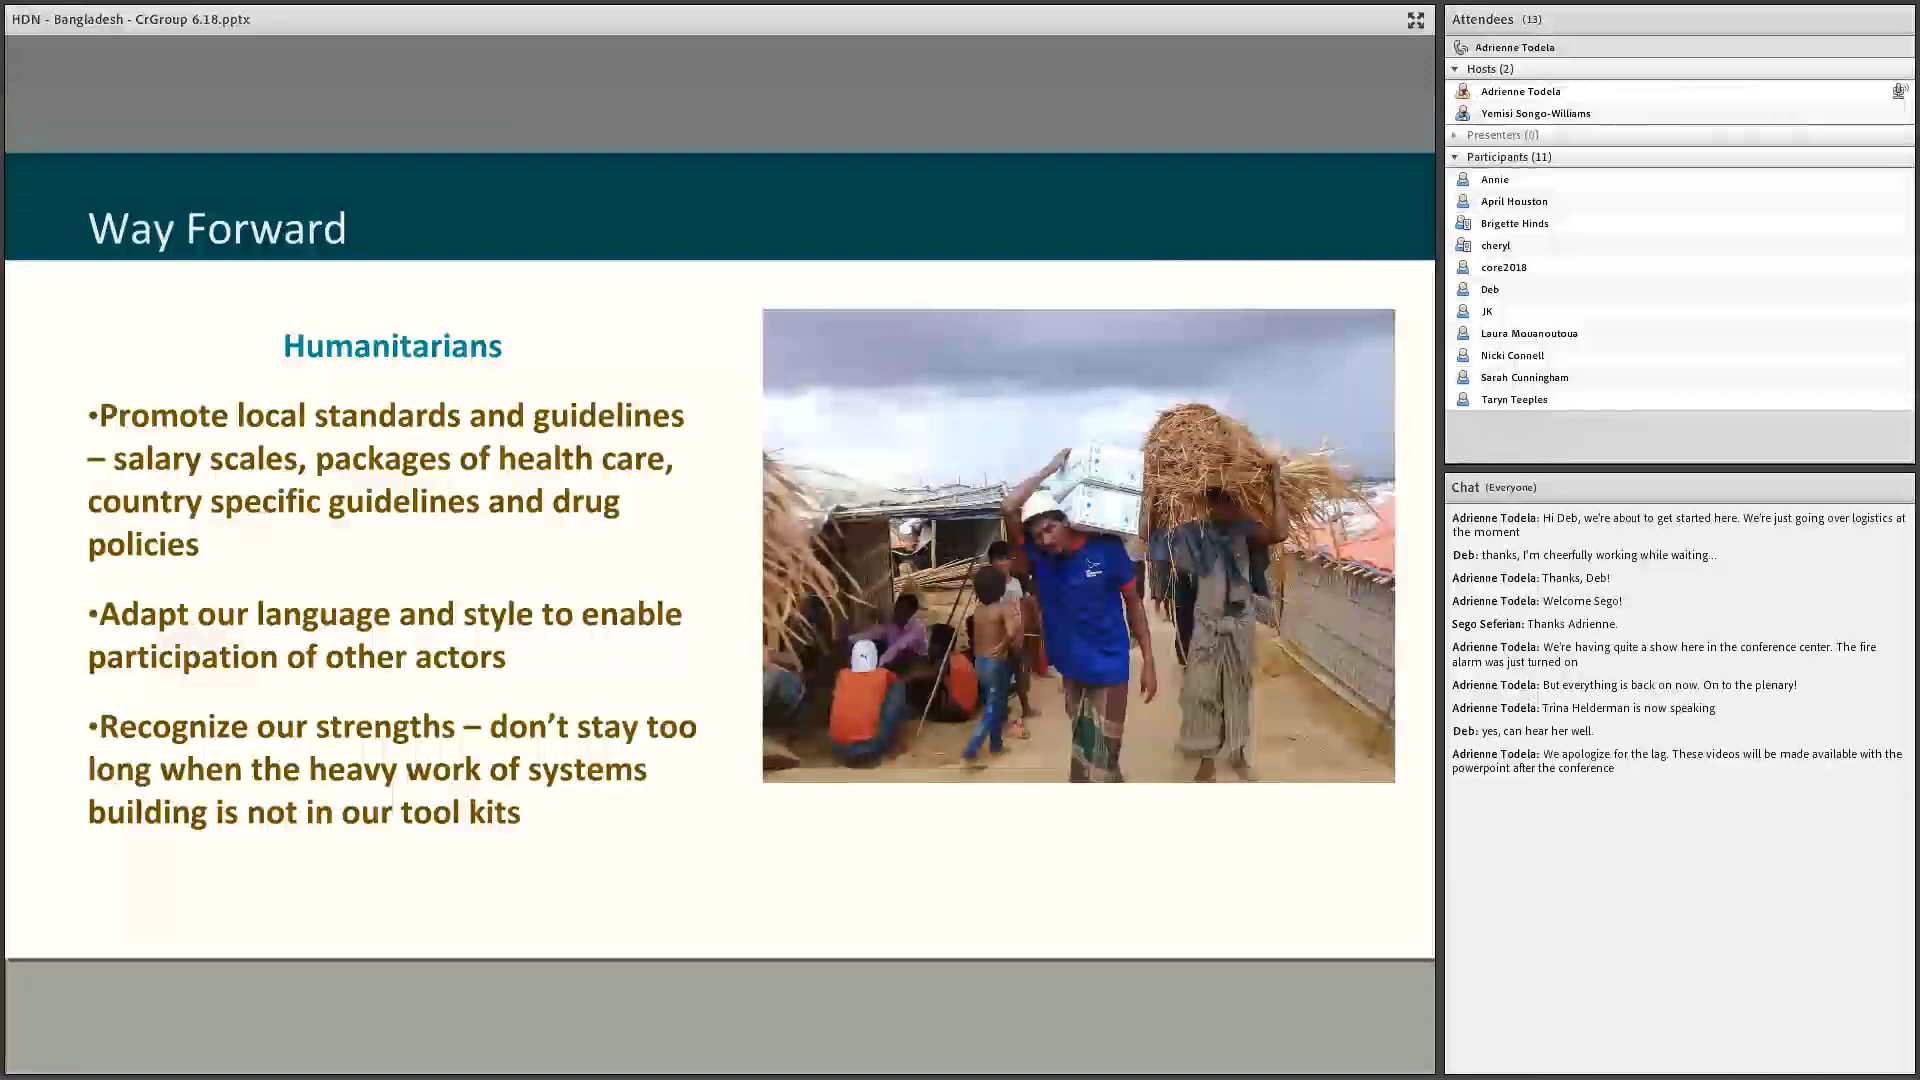 HDN - Bangladesh - CrGroup 6.18.pptx
Way Forward
Humanitarians
•Promote local standards and guidelines
– salary scales, packages of health care,
country specific guidelines and drug
policies
•Adapt our language and style to enable
participation of other actors
•Recognize our strengths – don’t stay too
long when the heavy work of systems
building is not in our tool kits
Attendees (13)
Adrienne Todela
Hosts (2)
Adrienne Todela
Yemisi Songo-Williams
Presenters (0)
Participants (11)
Annie
April Houston
Brigette Hinds
cheryl
core2018
Deb
JK
Laura Mouanoutoua
Nicki Connell
Sarah Cunningham
Taryn Teeples
Chat (Everyone)
Adrienne Todela: Hi Deb, we're about to get started here. We're just going over logistics at
the moment
Deb: thanks, I'm cheerfully working while waiting...
Adrienne Todela: Thanks, Deb!
Adrienne Todela: Welcome Sego!
Sego Seferian: Thanks Adrienne.
Adrienne Todela: We're having quite a show here in the conference center. The fire
alarm was just turned on
Adrienne Todela: But everything is back on now. On to the plenary!
Adrienne Todela: Trina Helderman is now speaking
Deb: yes, can hear her well.
Adrienne Todela: We apologize for the lag. These videos will be made available with the
powerpoint after the conference